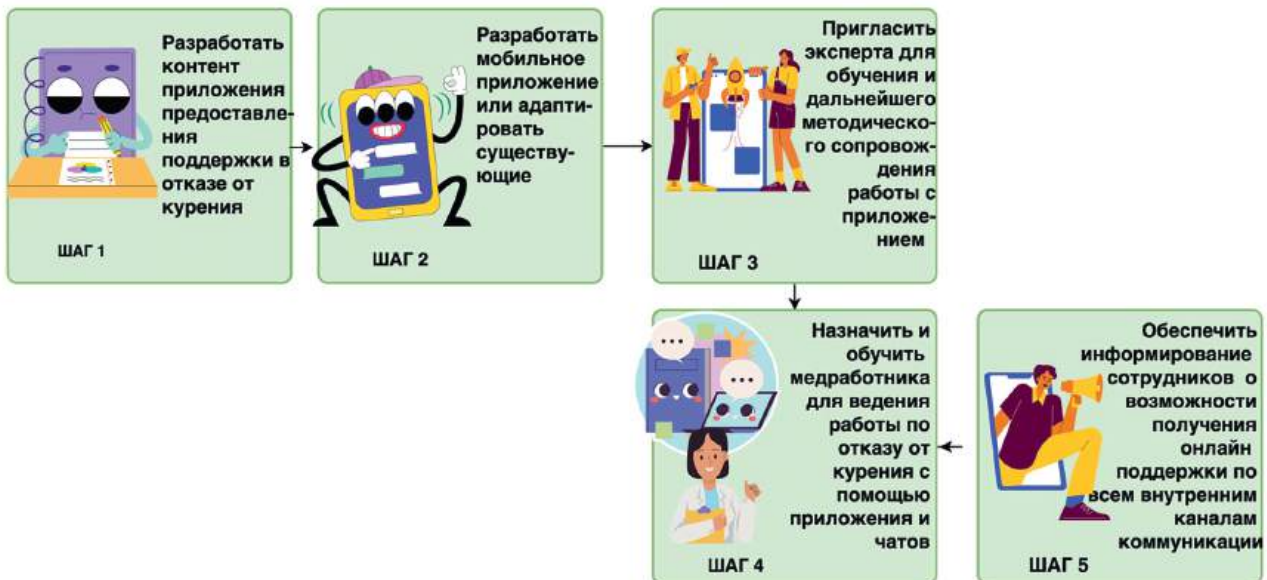 Разработать
контент
приложения
предоставле-
ния
поддержки в
отказе от
курения
ШАГ 1
Разработать
мобильное
приложение
или адапти-
ровать
существу-
ющие
ШАГ 2
Пригласить
эксперта для
обучения и
дальнейшего
методическо-
го сопровож-
дения
работы с
приложе-
нием
ШАГ 3
Назначить и
обучить
медработника
для ведения
работы по
отказу от
курения с
помощью
приложения и
чатов
ШАГ 4
Обеспечить
информирование
сотрудников о
возможности
получения
онлайн
поддержки по
всем внутренним
каналам
коммуникации
ШАГ 5